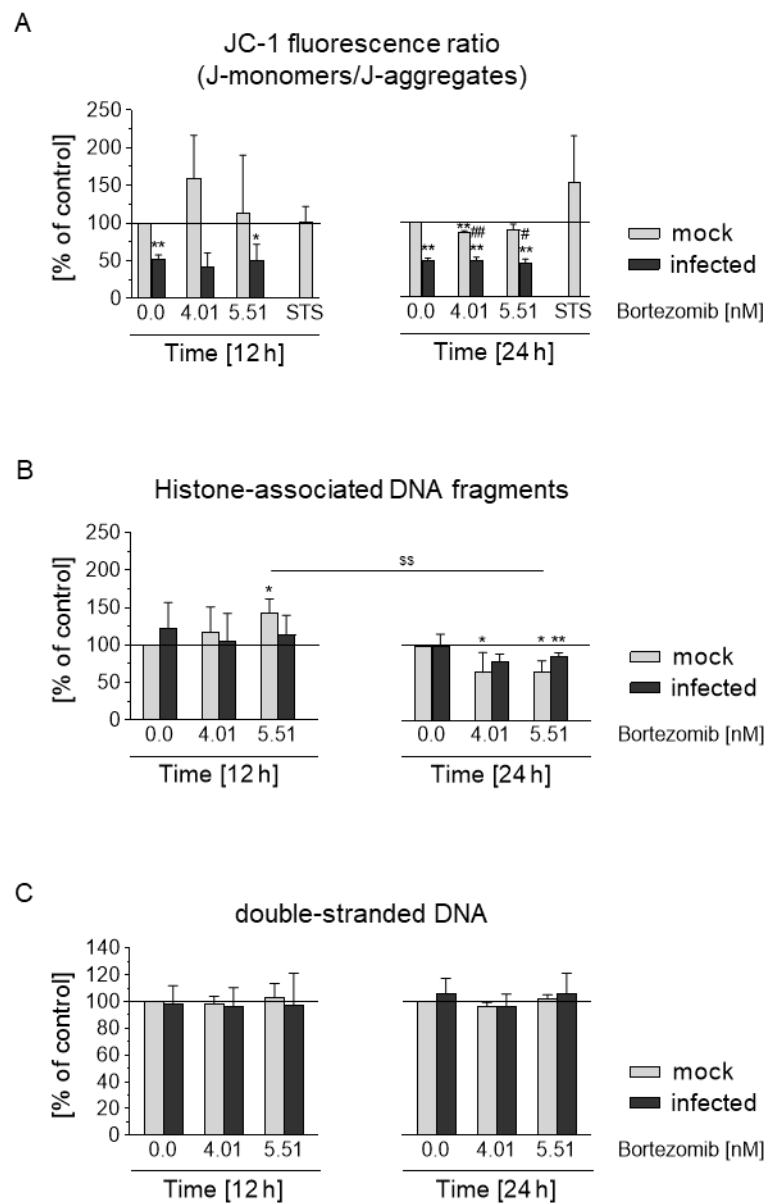 A
JC-1 fluorescence ratio
(J-monomers/J-aggregates)
[% of control]
250
200
150
100
50
0
**
*
**
**
##
**
#
**
0.0 4.01 5.51 STS
0.0 4.01 5.51 STS
Time [12 h]
Time [24 h]
mock
infected
Bortezomib [nM]
B
Histone-associated DNA fragments
[% of control]
250
200
150
100
50
0
$$
*
*
* **
0.0 4.01 5.51
0.0 4.01 5.51
Time [12 h]
Time [24 h]
mock
infected
Bortezomib [nM]
C
double-stranded DNA
[% of control]
140
120
100
80
60
40
20
0
0.0 4.01 5.51
0.0 4.01 5.51
Time [12 h]
Time [24 h]
mock
infected
Bortezomib [nM]